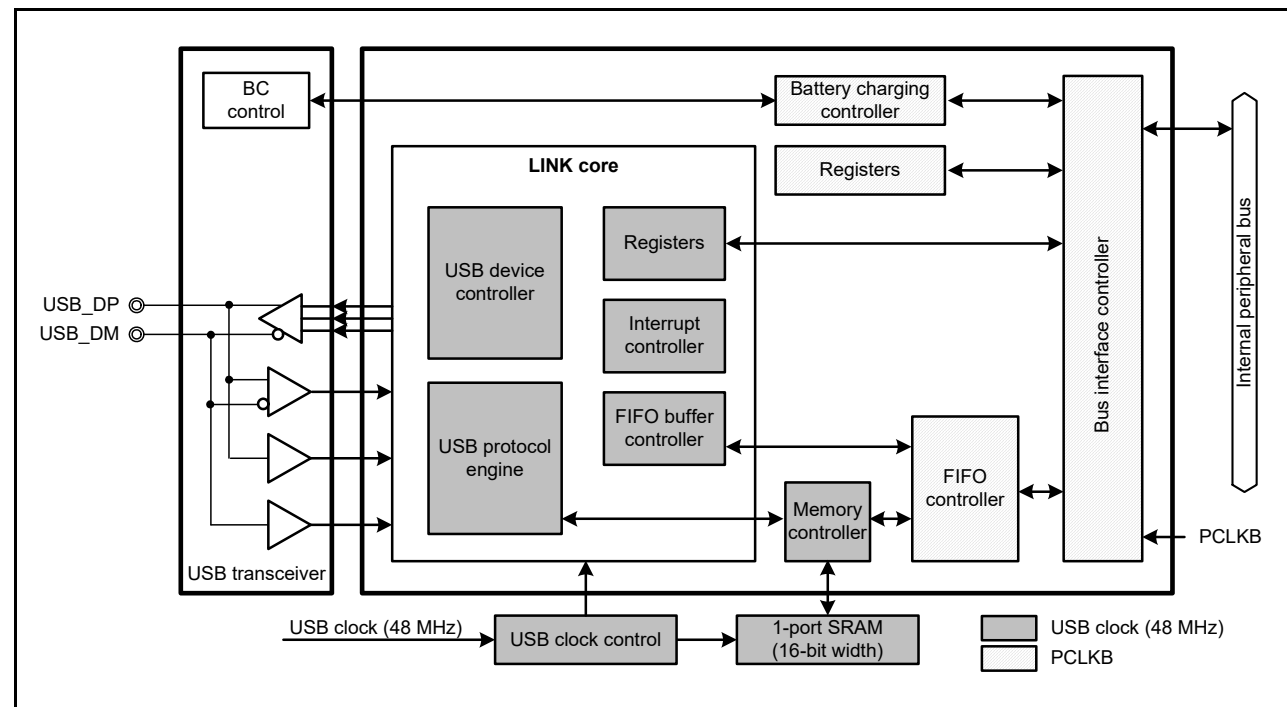 BC
control
Battery charging
controller
LINK core
Registers
USB device
controller
Registers
Interrupt
controller
USB_DP
USB_DM
FIFO buffer
controller
USB protocol
engine
FIFO
controller
Memory
controller
Bus interface controller
Internal peripheral bus
PCLKB
USB transceiver
USB clock (48 MHz)
USB clock control
1-port SRAM
(16-bit width)
USB clock (48 MHz)
PCLKB